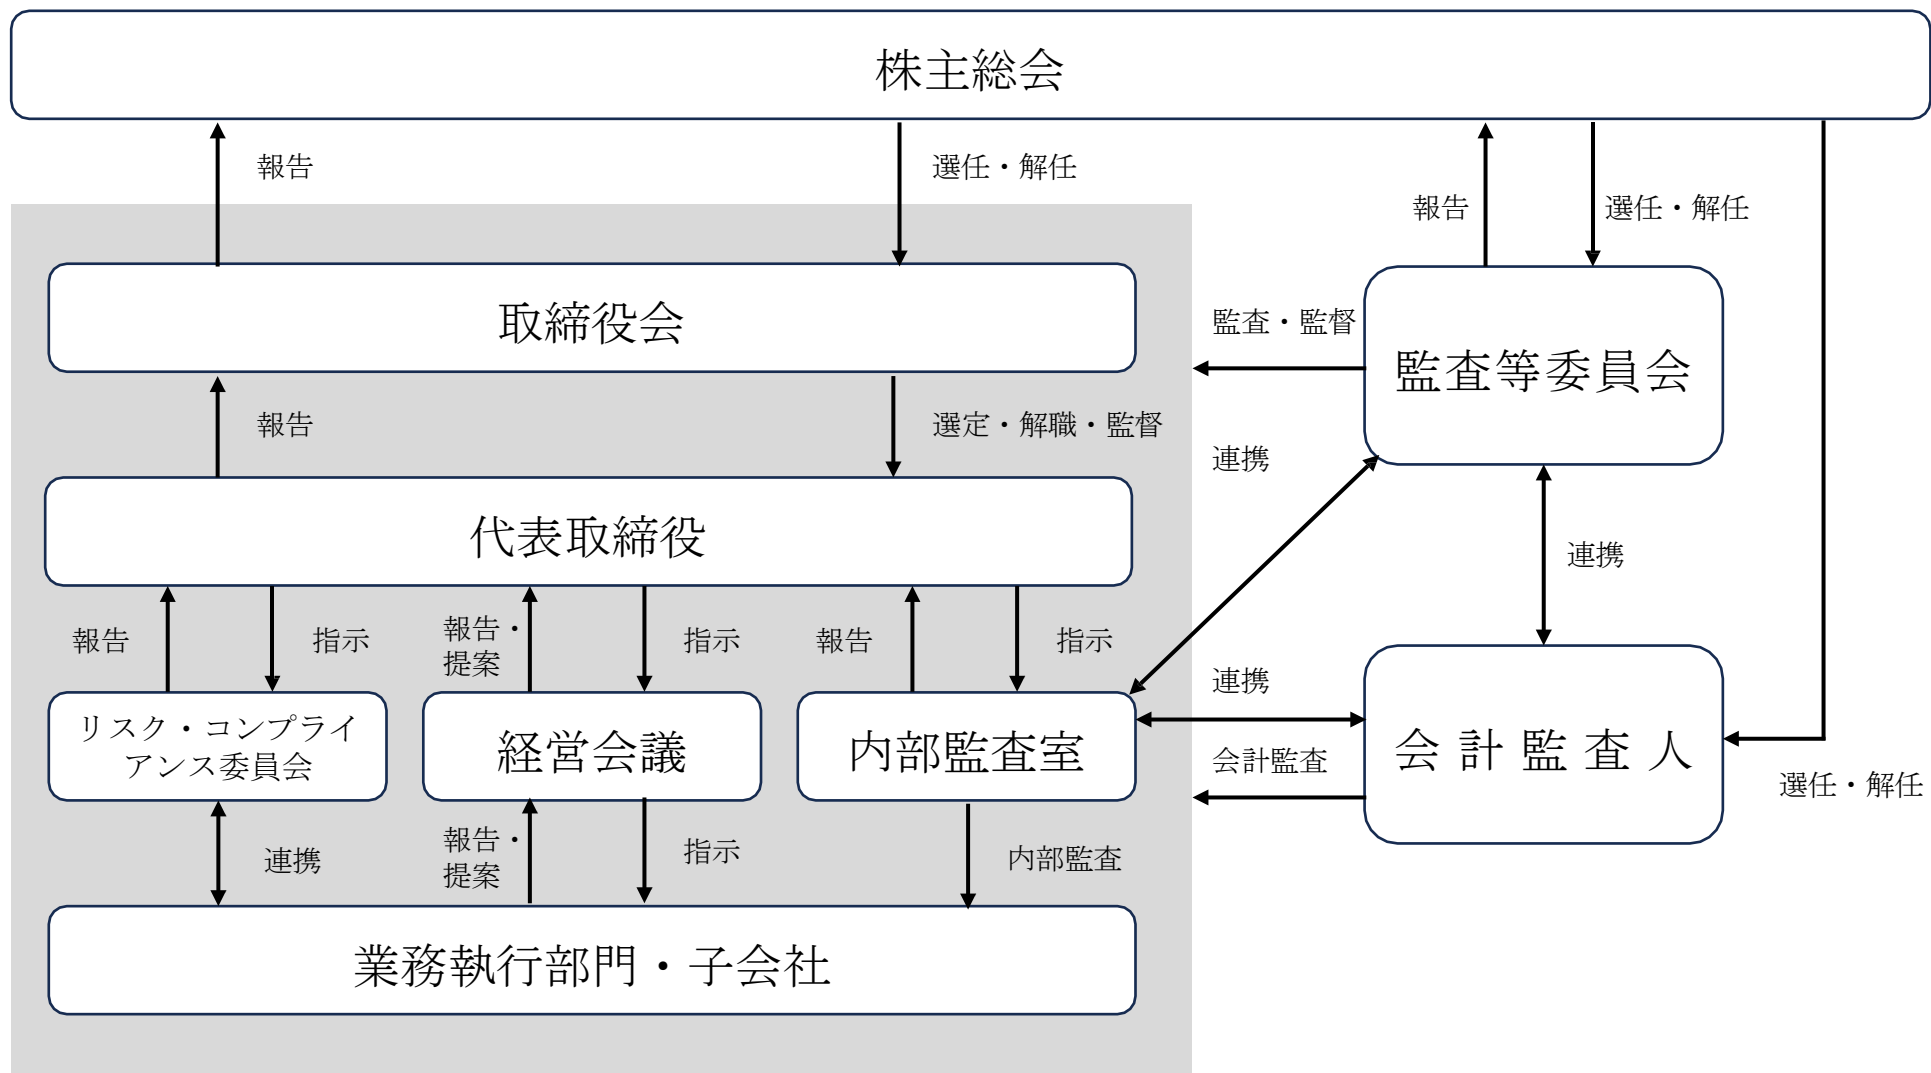 株主総会
報告
選任・解任
報告
選任・解任
取締役会
監査・監督
監査等委員会
報告
選定・解職・監督
連携
代表取締役
連携
報告
指示
報告・
提案
指示
報告
指示
連携
リスク・コンプライ
アンス委員会
経営会議
内部監査室
会計監査
会計監査人
選任・解任
連携
報告・
提案
指示
内部監査
業務執行部門・子会社